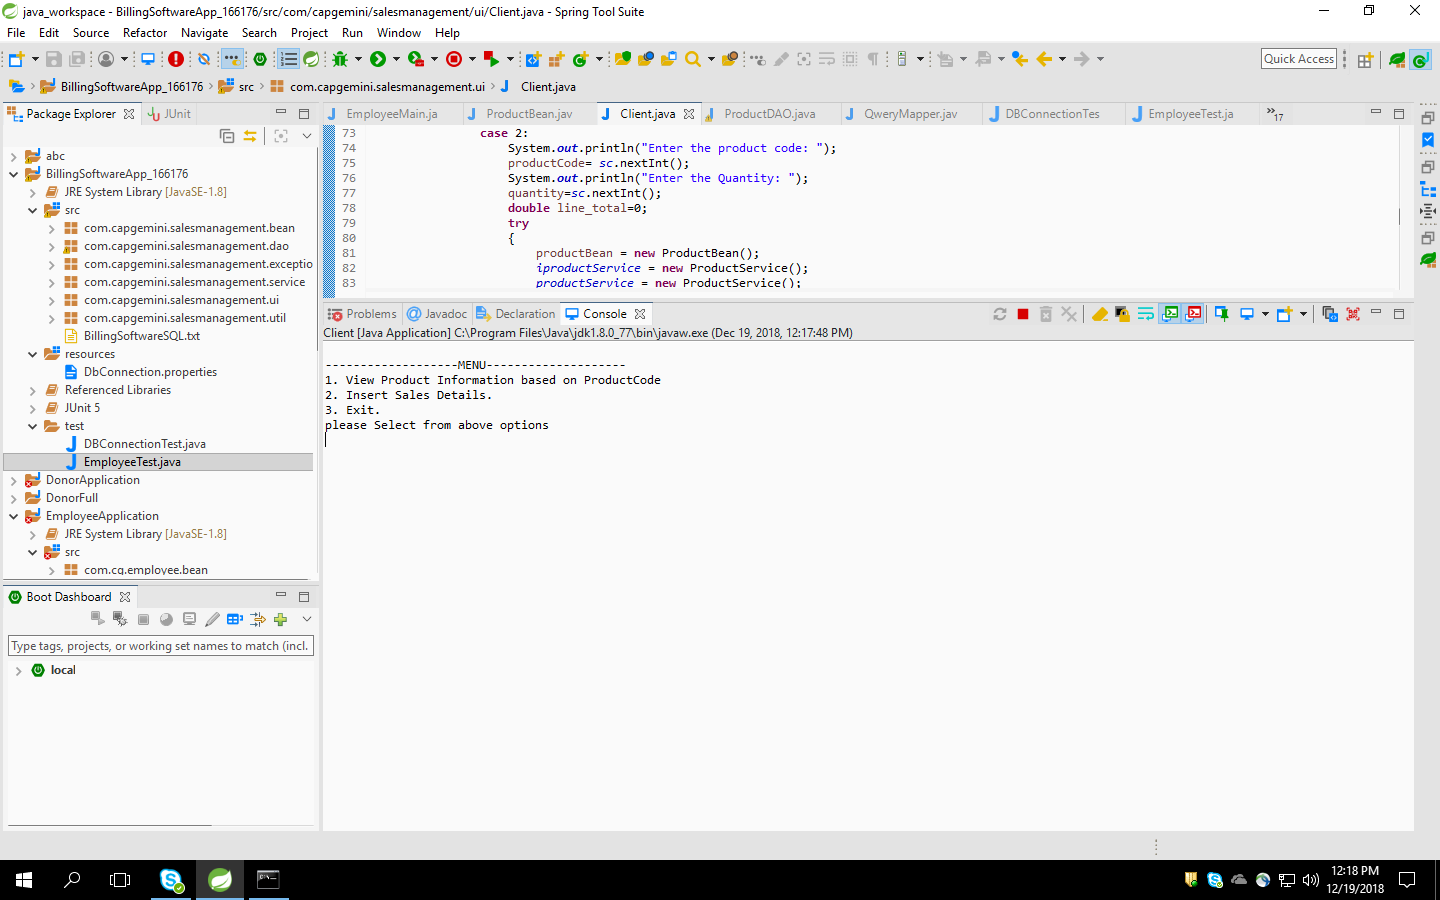 java_workspace - BillingSoftwareApp_166176/src/com/capgemini/salesmanagement/ui/Client.java - Spring Tool Suite
File Edit Source Refactor Navigate Search Project Run Window Help
Quick Access
BillingSoftwareApp_166176 src com.capgemini.salesmanagement.ui Client.java
Package Explorer JUnit
EmployeeMain.ja ProductBean.jav Client.java ProductDAO.java QweryMapper.jav DBConnectionTes EmployeeTest.ja »17
abc
BillingSoftwareApp_166176
JRE System Library [JavaSE-1.8]
src
com.capgemini.salesmanagement.bean
com.capgemini.salesmanagement.dao
com.capgemini.salesmanagement.exceptio
com.capgemini.salesmanagement.service
com.capgemini.salesmanagement.ui
com.capgemini.salesmanagement.util
BillingSoftwareSQL.txt
resources
DbConnection.properties
Referenced Libraries
JUnit 5
test
DBConnectionTest.java
EmployeeTest.java
DonorApplication
DonorFull
EmployeeApplication
JRE System Library [JavaSE-1.8]
src
com.cg.employee.bean
73 case 2:
74 System.out.println("Enter the product code: ");
75 productCode= sc.nextInt();
76 System.out.println("Enter the Quantity: ");
77 quantity=sc.nextInt();
78 double line_total=0;
79 try
80 {
81 productBean = new ProductBean();
82 iproductService = new ProductService();
83 productService = new ProductService();
Problems Javadoc Declaration Console
Client [Java Application] C:\Program Files\Java\jdk1.8.0_77\bin\javaw.exe (Dec 19, 2018, 12:17:48 PM)
-------------------MENU--------------------
1. View Product Information based on ProductCode
2. Insert Sales Details.
3. Exit.
please Select from above options
Boot Dashboard
Type tags, projects, or working set names to match (incl.
local
12:18 PM
12/19/2018